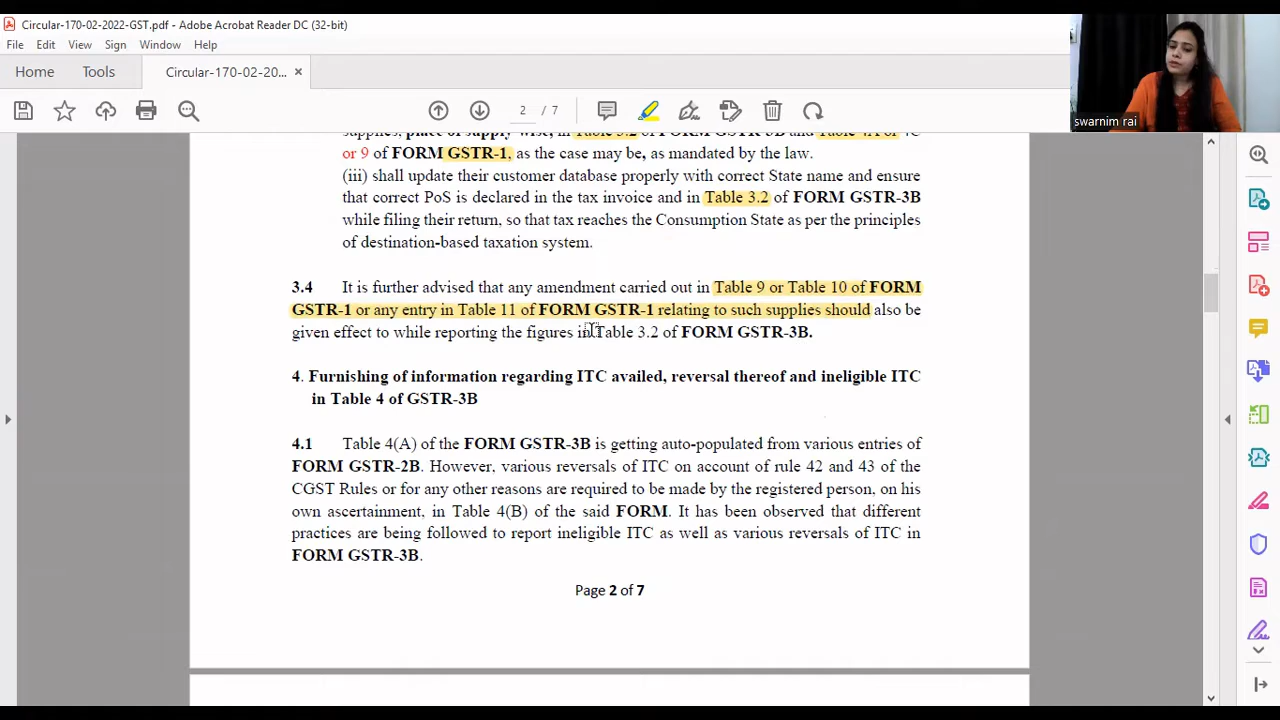 Circular-170-02-2022-GST.pdf - Adobe Acrobat Reader DC (32-bit)
File Edit View Sign Window Help
Home Tools Circular-170-02-20... ×
2 / 7
swarnim rai
supplies, place of supply wise, in Table 3.2 of FORM GSTR-3B and Table 4A or 4C
or 9 of FORM GSTR-1, as the case may be, as mandated by the law.
(iii) shall update their customer database properly with correct State name and ensure
that correct PoS is declared in the tax invoice and in Table 3.2 of FORM GSTR-3B
while filing their return, so that tax reaches the Consumption State as per the principles
of destination-based taxation system.
3.4 It is further advised that any amendment carried out in Table 9 or Table 10 of FORM
GSTR-1 or any entry in Table 11 of FORM GSTR-1 relating to such supplies should also be
given effect to while reporting the figures in Table 3.2 of FORM GSTR-3B.
4. Furnishing of information regarding ITC availed, reversal thereof and ineligible ITC
in Table 4 of GSTR-3B
4.1 Table 4(A) of the FORM GSTR-3B is getting auto-populated from various entries of
FORM GSTR-2B. However, various reversals of ITC on account of rule 42 and 43 of the
CGST Rules or for any other reasons are required to be made by the registered person, on his
own ascertainment, in Table 4(B) of the said FORM. It has been observed that different
practices are being followed to report ineligible ITC as well as various reversals of ITC in
FORM GSTR-3B.
Page 2 of 7